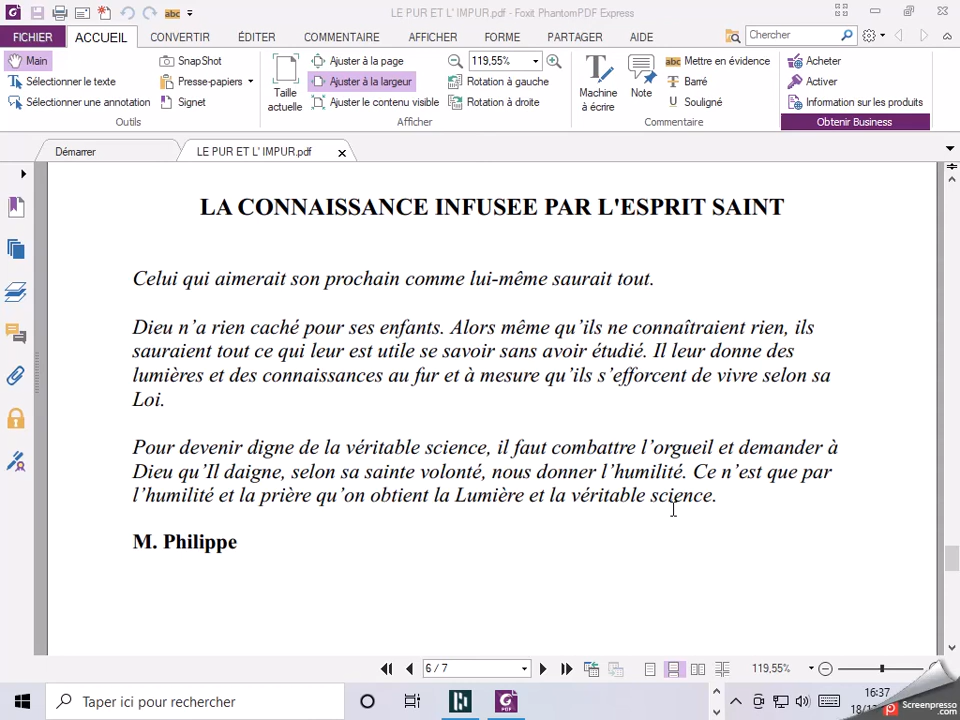 LE PUR ET L' IMPUR.pdf - Foxit PhantomPDF Express
FICHIER ACCUEIL CONVERTIR ÉDITER COMMENTAIRE AFFICHER FORME PARTAGER AIDE Chercher
Main SnapShot Ajuster à la page 119,55% Mettre en évidence Acheter
Sélectionner le texte Presse-papiers Taille Ajuster à la largeur Rotation à gauche Machine Note Barré Activer
Sélectionner une annotation Signet actuelle Ajuster le contenu visible Rotation à droite à écrire Souligné Information sur les produits
Outils Afficher Commentaire Obtenir Business
Démarrer LE PUR ET L' IMPUR.pdf
LA CONNAISSANCE INFUSEE PAR L'ESPRIT SAINT
Celui qui aimerait son prochain comme lui-même saurait tout.
Dieu n’a rien caché pour ses enfants. Alors même qu’ils ne connaîtraient rien, ils
sauraient tout ce qui leur est utile se savoir sans avoir étudié. Il leur donne des
lumières et des connaissances au fur et à mesure qu’ils s’efforcent de vivre selon sa
Loi.
Pour devenir digne de la véritable science, il faut combattre l’orgueil et demander à
Dieu qu’Il daigne, selon sa sainte volonté, nous donner l’humilité. Ce n’est que par
l’humilité et la prière qu’on obtient la Lumière et la véritable science.
M. Philippe
6 / 7 119,55%
Taper ici pour rechercher 16:37
Screenpresso
.com